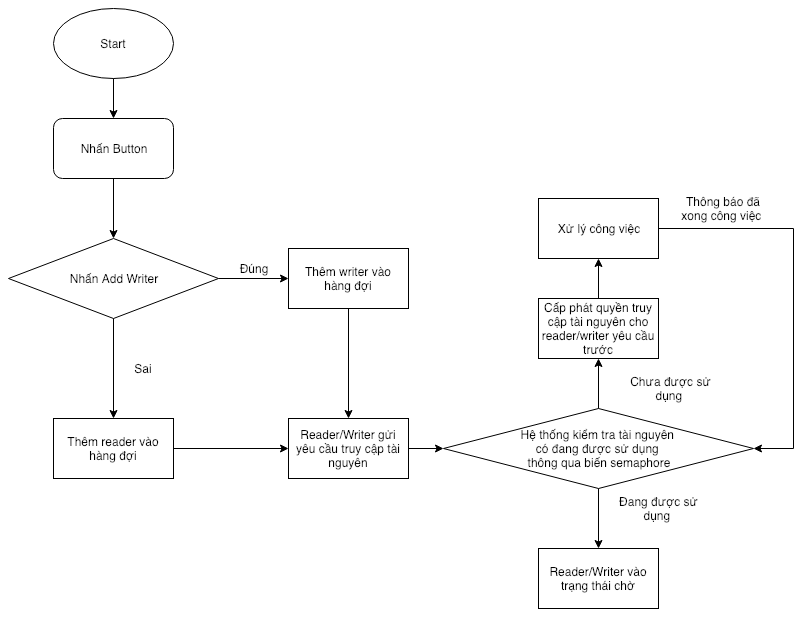 Start
Nhấn Button
Nhấn Add Writer
Đúng
Thêm writer vào
hàng đợi
Sai
Thêm reader vào
hàng đợi
Reader/Writer gửi
yêu cầu truy cập tài
nguyên
Xử lý công việc
Thông báo đã
xong công việc
Cấp phát quyền truy
cập tài nguyên cho
reader/writer yêu cầu
trước
Chưa được sử
dụng
Hệ thống kiểm tra tài nguyên
có đang được sử dụng
thông qua biến semaphore
Đang được sử
dụng
Reader/Writer vào
trạng thái chờ